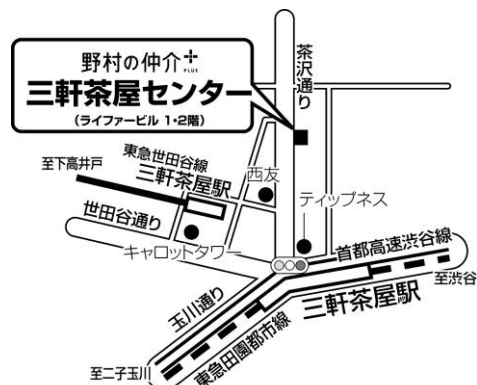 野村の仲介+
PLUS
三軒茶屋センター
(ライファービル 1・2階)
茶沢通り
至下高井戸
東急世田谷線
三軒茶屋駅
西友
ティップネス
世田谷通り
キャロットタワー
首都高速渋谷線
至渋谷
三軒茶屋駅
玉川通り
東急田園都市線
至二子玉川